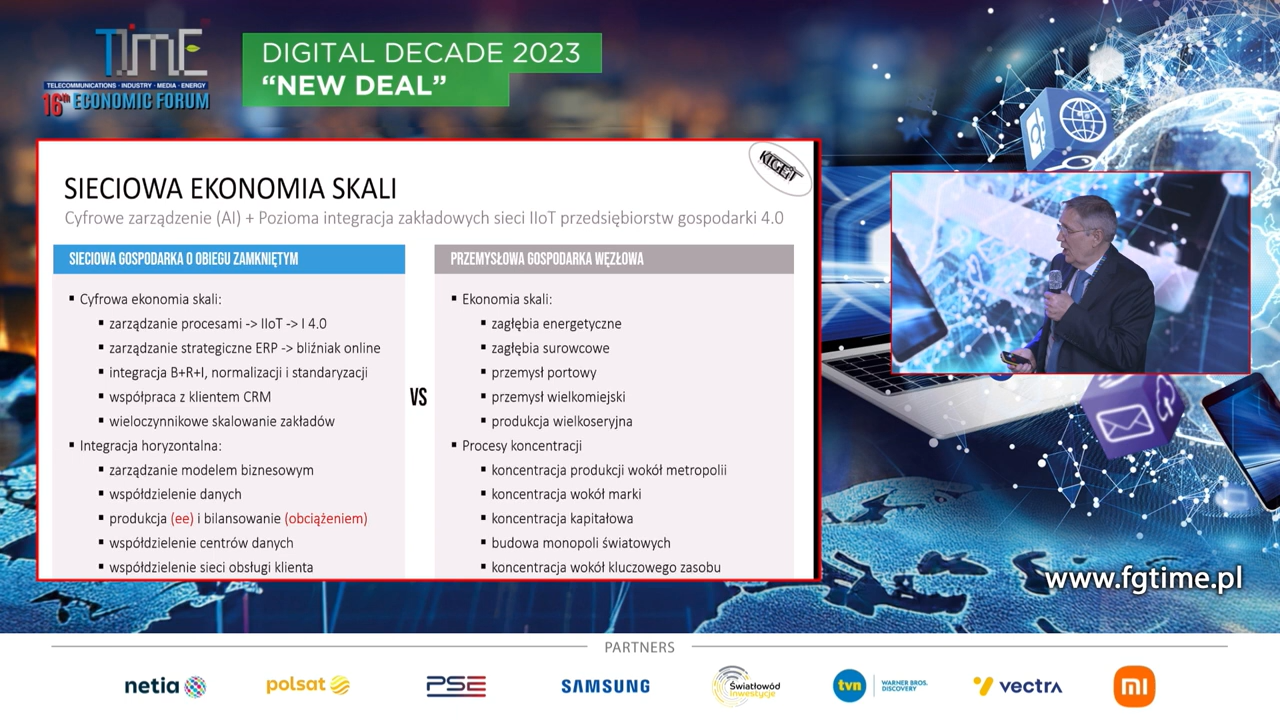 TIME
TELECOMMUNICATIONS · INDUSTRY · MEDIA · ENERGY
16th ECONOMIC FORUM
DIGITAL DECADE 2023
“NEW DEAL”
KIGEiT
SIECIOWA EKONOMIA SKALI
Cyfrowe zarządzenie (AI) + Pozioma integracja zakładowych sieci IIoT przedsiębiorstw gospodarki 4.0
SIECIOWA GOSPODARKA O OBIEGU ZAMKNIĘTYM
▪ Cyfrowa ekonomia skali:
▪ zarządzanie procesami -> IIoT -> I 4.0
▪ zarządzanie strategiczne ERP -> bliźniak online
▪ integracja B+R+I, normalizacji i standaryzacji
▪ współpraca z klientem CRM
▪ wieloczynnikowe skalowanie zakładów
▪ Integracja horyzontalna:
▪ zarządzanie modelem biznesowym
▪ współdzielenie danych
▪ produkcja (ee) i bilansowanie (obciążeniem)
▪ współdzielenie centrów danych
▪ współdzielenie sieci obsługi klienta
VS
PRZEMYSŁOWA GOSPODARKA WĘZŁOWA
▪ Ekonomia skali:
▪ zagłębia energetyczne
▪ zagłębia surowcowe
▪ przemysł portowy
▪ przemysł wielkomiejski
▪ produkcja wielkoseryjna
▪ Procesy koncentracji
▪ koncentracja produkcji wokół metropolii
▪ koncentracja wokół marki
▪ koncentracja kapitałowa
▪ budowa monopoli światowych
▪ koncentracja wokół kluczowego zasobu
www.fgtime.pl
PARTNERS
netia
polsat
PSE
SAMSUNG
Światłowód
Inwestycje
tvn
WARNER BROS.
DISCOVERY
vectra
mi